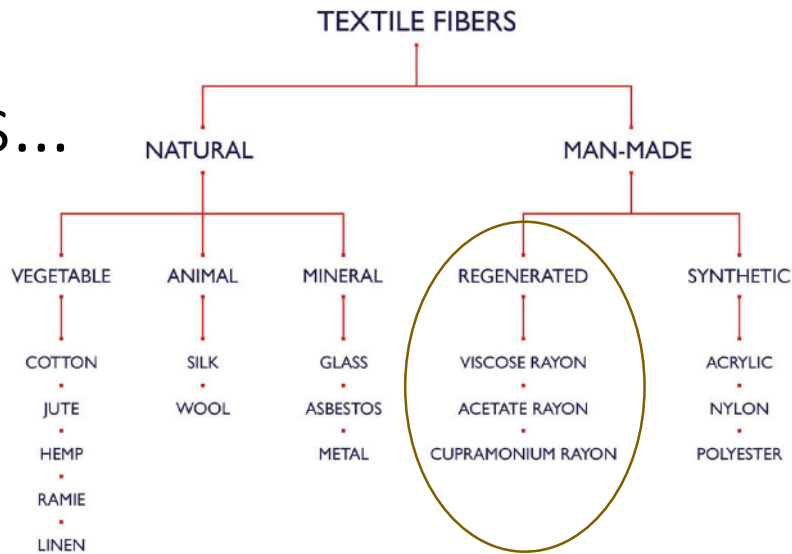 TEXTILE FIBERS
s...
NATURAL MAN-MADE
VEGETABLE ANIMAL MINERAL REGENERATED SYNTHETIC
COTTON SILK GLASS VISCOSE RAYON ACRYLIC
JUTE WOOL ASBESTOS ACETATE RAYON NYLON
HEMP METAL CUPRAMONIUM RAYON POLYESTER
RAMIE
LINEN